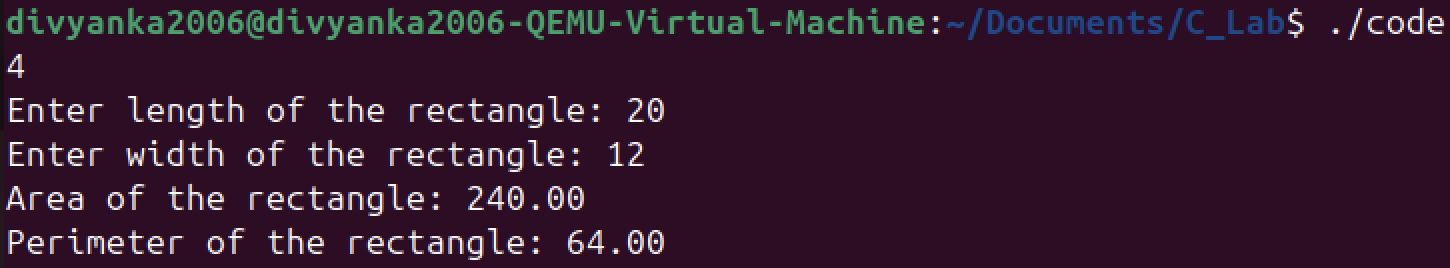 divyanka2006@divyanka2006-QEMU-Virtual-Machine:~/Documents/C_Lab$ ./code
4
Enter length of the rectangle: 20
Enter width of the rectangle: 12
Area of the rectangle: 240.00
Perimeter of the rectangle: 64.00